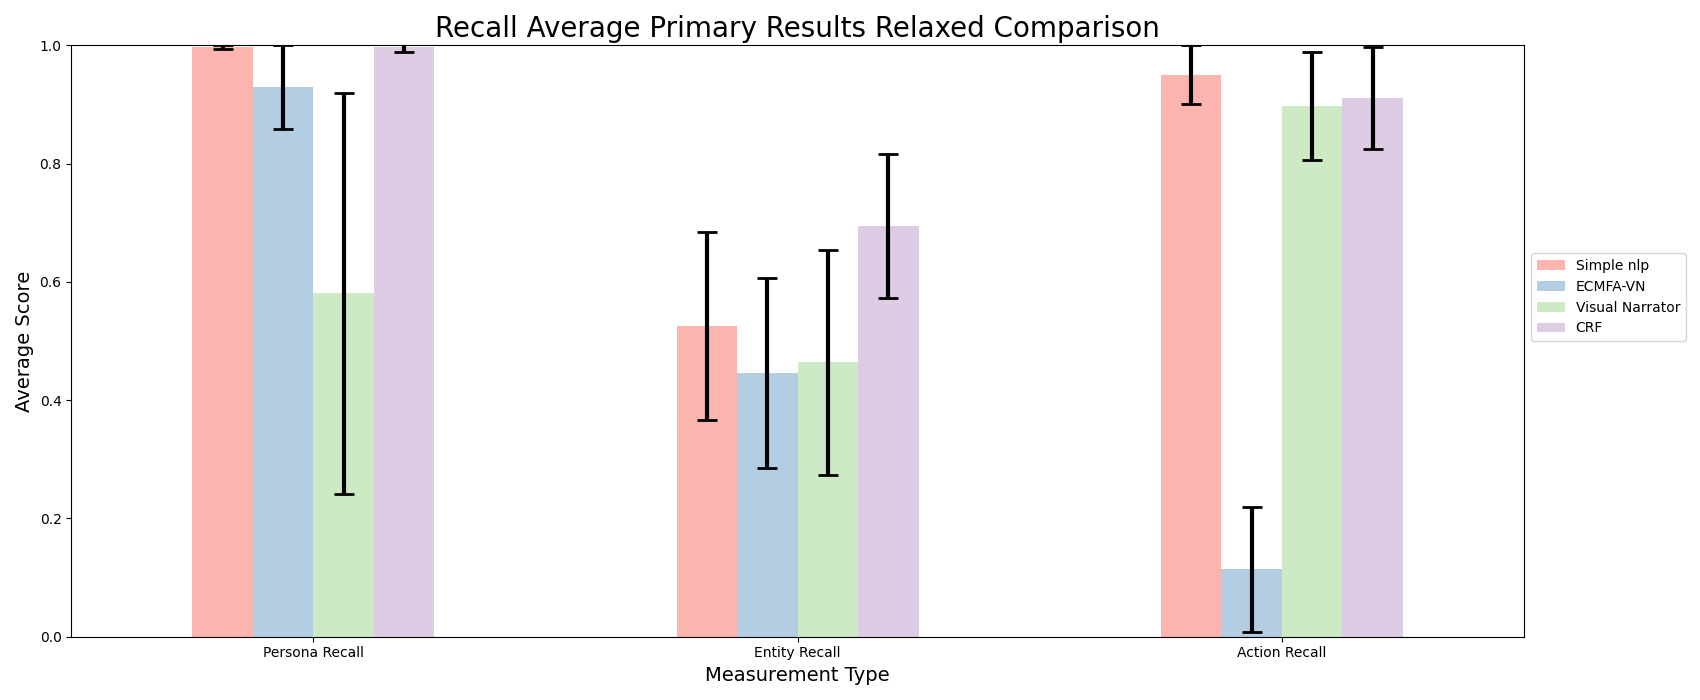 Recall Average Primary Results Relaxed Comparison
1.0
0.8
0.6
0.4
0.2
0.0
Average Score
Persona Recall
Entity Recall
Action Recall
Measurement Type
Simple nlp
ECMFA-VN
Visual Narrator
CRF